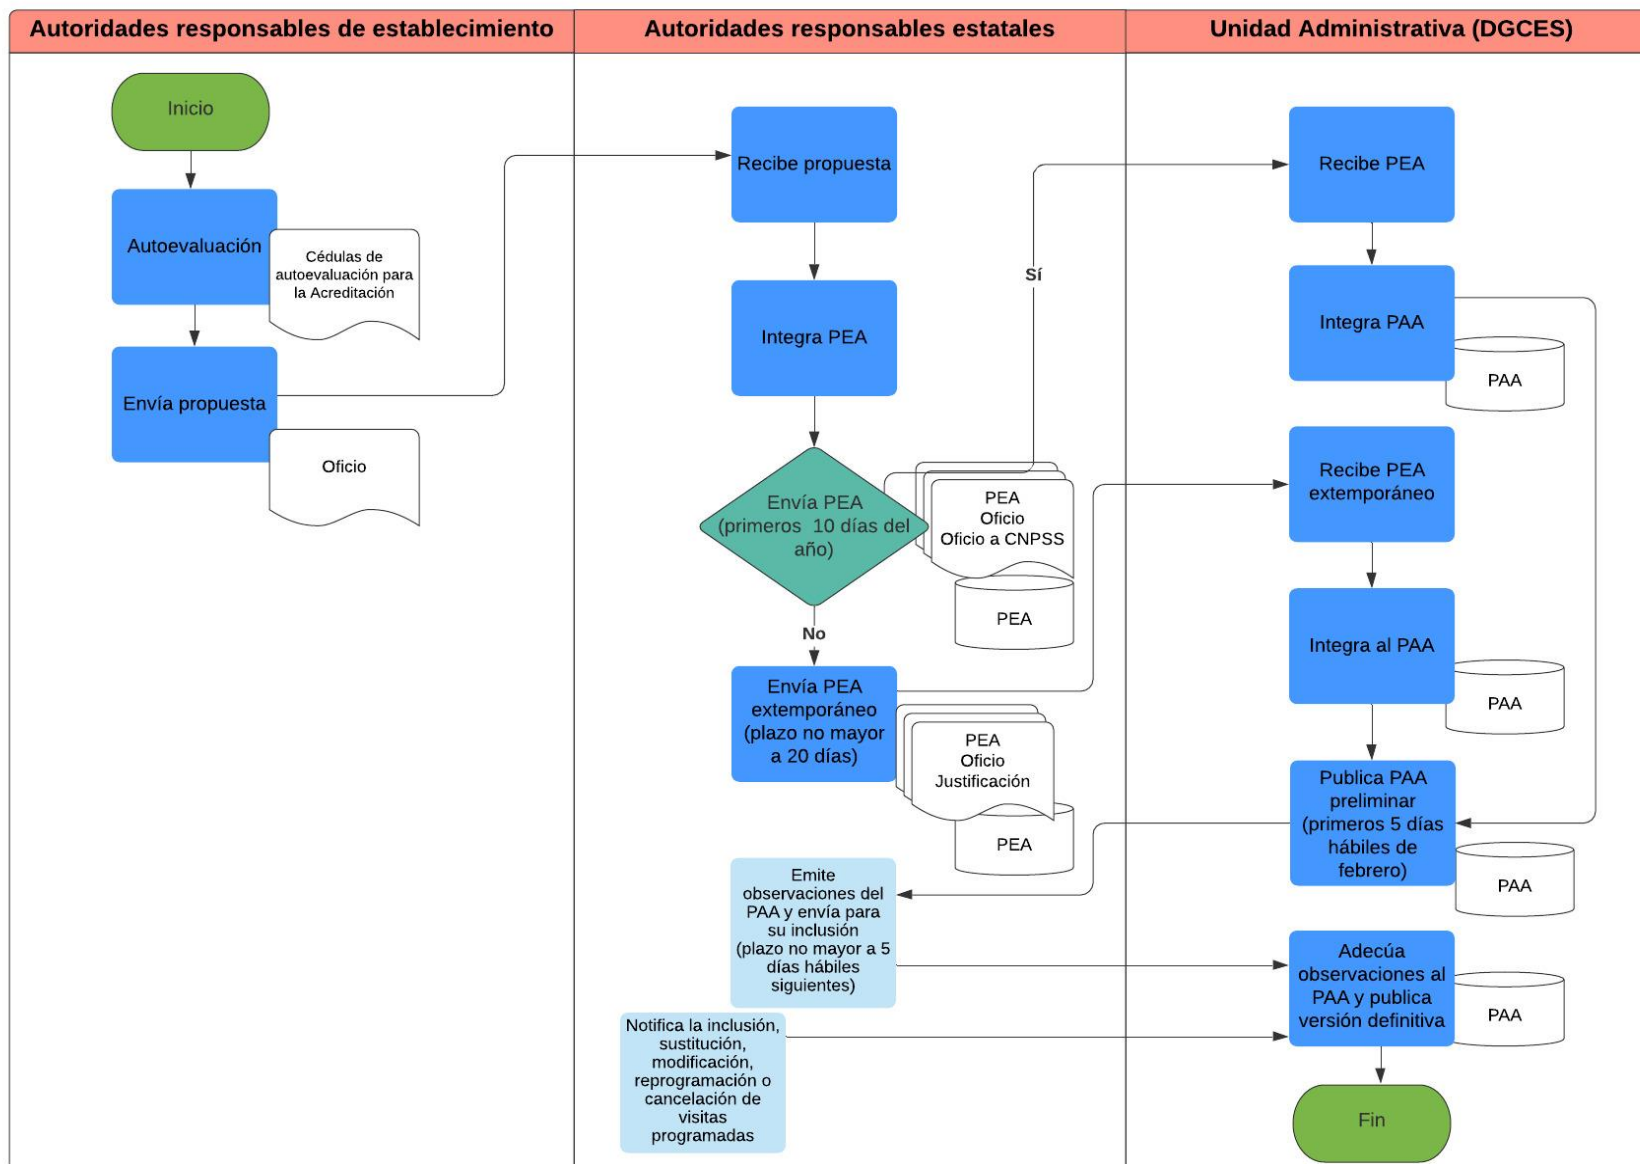 Autoridades responsables de establecimiento
Autoridades responsables estatales
Unidad Administrativa (DGCES)
Inicio
Autoevaluación
Cédulas de
autoevaluación para
la Acreditación
Envía propuesta
Oficio
Recibe propuesta
Integra PEA
Envía PEA
(primeros 10 días del
año)
Sí
PEA
Oficio
Oficio a CNPSS
PEA
No
Envía PEA
extemporáneo
(plazo no mayor
a 20 días)
PEA
Oficio
Justificación
PEA
Emite
observaciones del
PAA y envía para
su inclusión
(plazo no mayor a 5
días hábiles
siguientes)
Notifica la inclusión,
sustitución,
modificación,
reprogramación o
cancelación de
visitas
programadas
Recibe PEA
Integra PAA
PAA
Recibe PEA
extemporáneo
Integra al PAA
PAA
Publica PAA
preliminar
(primeros 5 días
hábiles de
febrero)
PAA
Adecúa
observaciones al
PAA y publica
versión definitiva
PAA
Fin